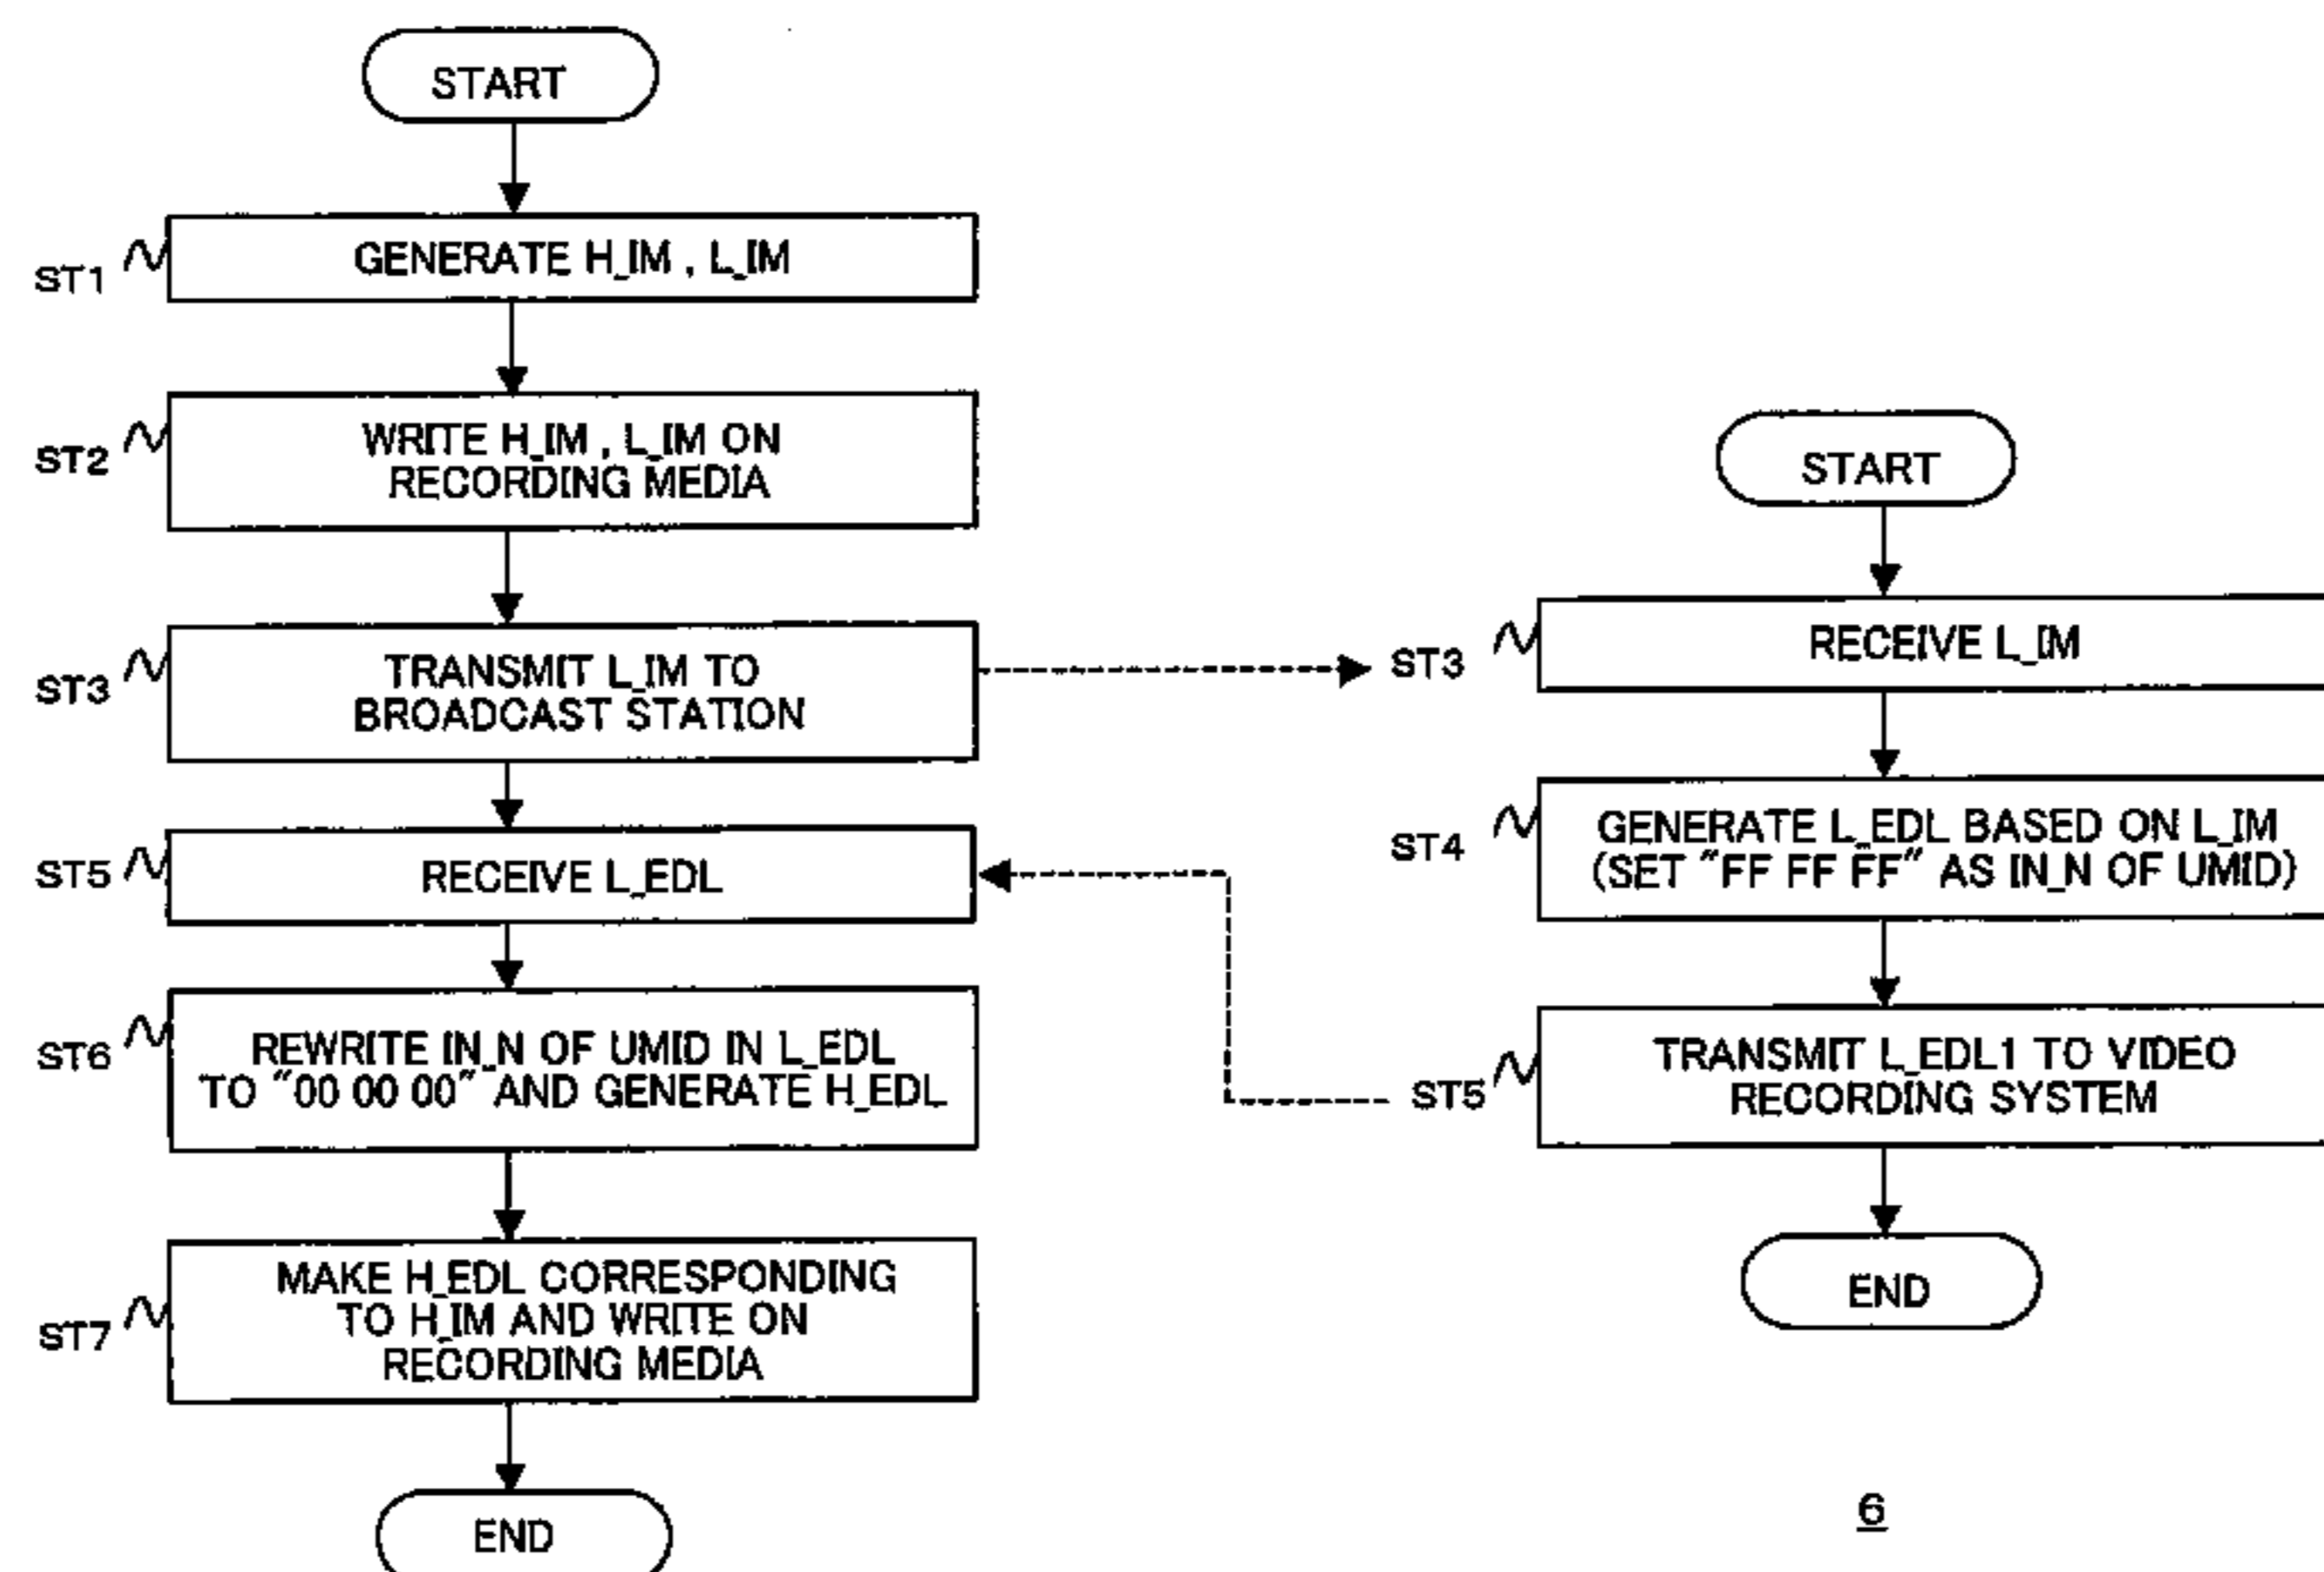 START
ST1
GENERATE H_IM , L_IM
ST2
WRITE H_IM , L_IM ON
RECORDING MEDIA
ST3
TRANSMIT L_IM TO
BROADCAST STATION
ST5
RECEIVE L_EDL
ST6
REWRITE IN_N OF UMID IN L_EDL
TO "00 00 00" AND GENERATE H_EDL
ST7
MAKE H_EDL CORRESPONDING
TO H_IM AND WRITE ON
RECORDING MEDIA
END
START
ST3
RECEIVE L_IM
ST4
GENERATE L_EDL BASED ON L_IM
(SET "FF FF FF" AS IN_N OF UMID)
ST5
TRANSMIT L_EDL1 TO VIDEO
RECORDING SYSTEM
END
6